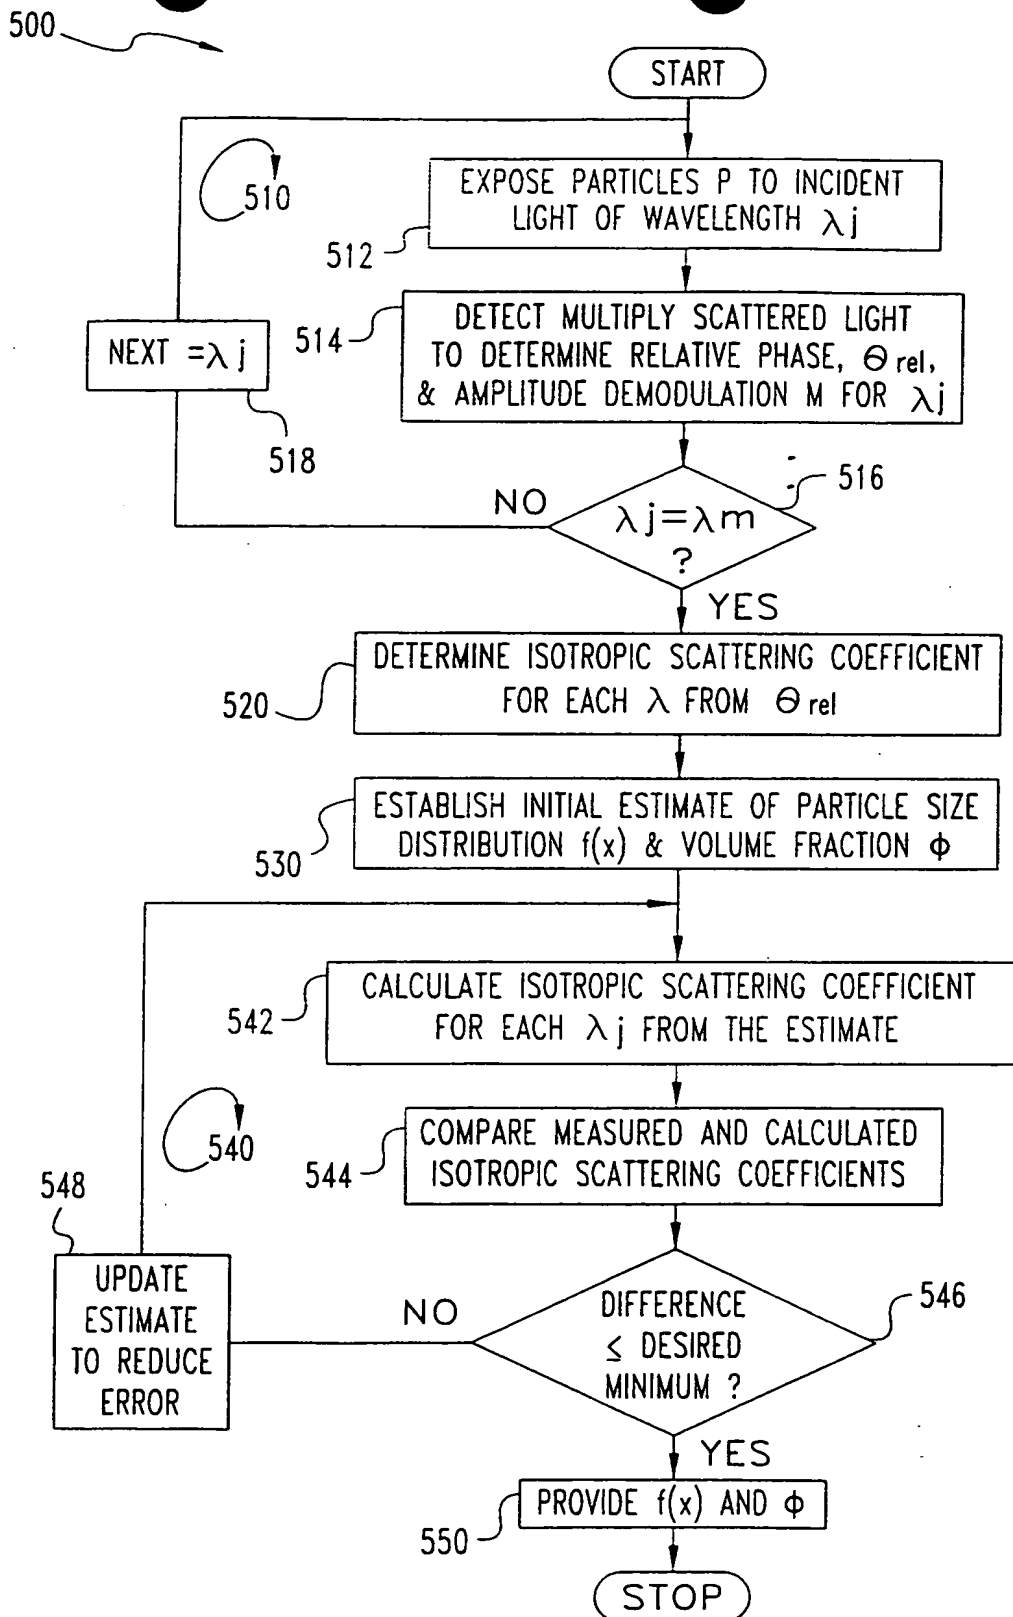 500
START
510
EXPOSE PARTICLES P TO INCIDENT
LIGHT OF WAVELENGTH λj
512
NEXT =λj
514
DETECT MULTIPLY SCATTERED LIGHT
TO DETERMINE RELATIVE PHASE, Θrel,
& AMPLITUDE DEMODULATION M FOR λj
518
516
NO
λj=λm
?
YES
DETERMINE ISOTROPIC SCATTERING COEFFICIENT
FOR EACH λ FROM Θrel
520
ESTABLISH INITIAL ESTIMATE OF PARTICLE SIZE
DISTRIBUTION f(x) & VOLUME FRACTION Φ
530
CALCULATE ISOTROPIC SCATTERING COEFFICIENT
FOR EACH λj FROM THE ESTIMATE
542
540
COMPARE MEASURED AND CALCULATED
ISOTROPIC SCATTERING COEFFICIENTS
544
548
UPDATE
ESTIMATE
TO REDUCE
ERROR
NO
DIFFERENCE
≤ DESIRED
MINIMUM ?
546
YES
PROVIDE f(x) AND Φ
550
STOP